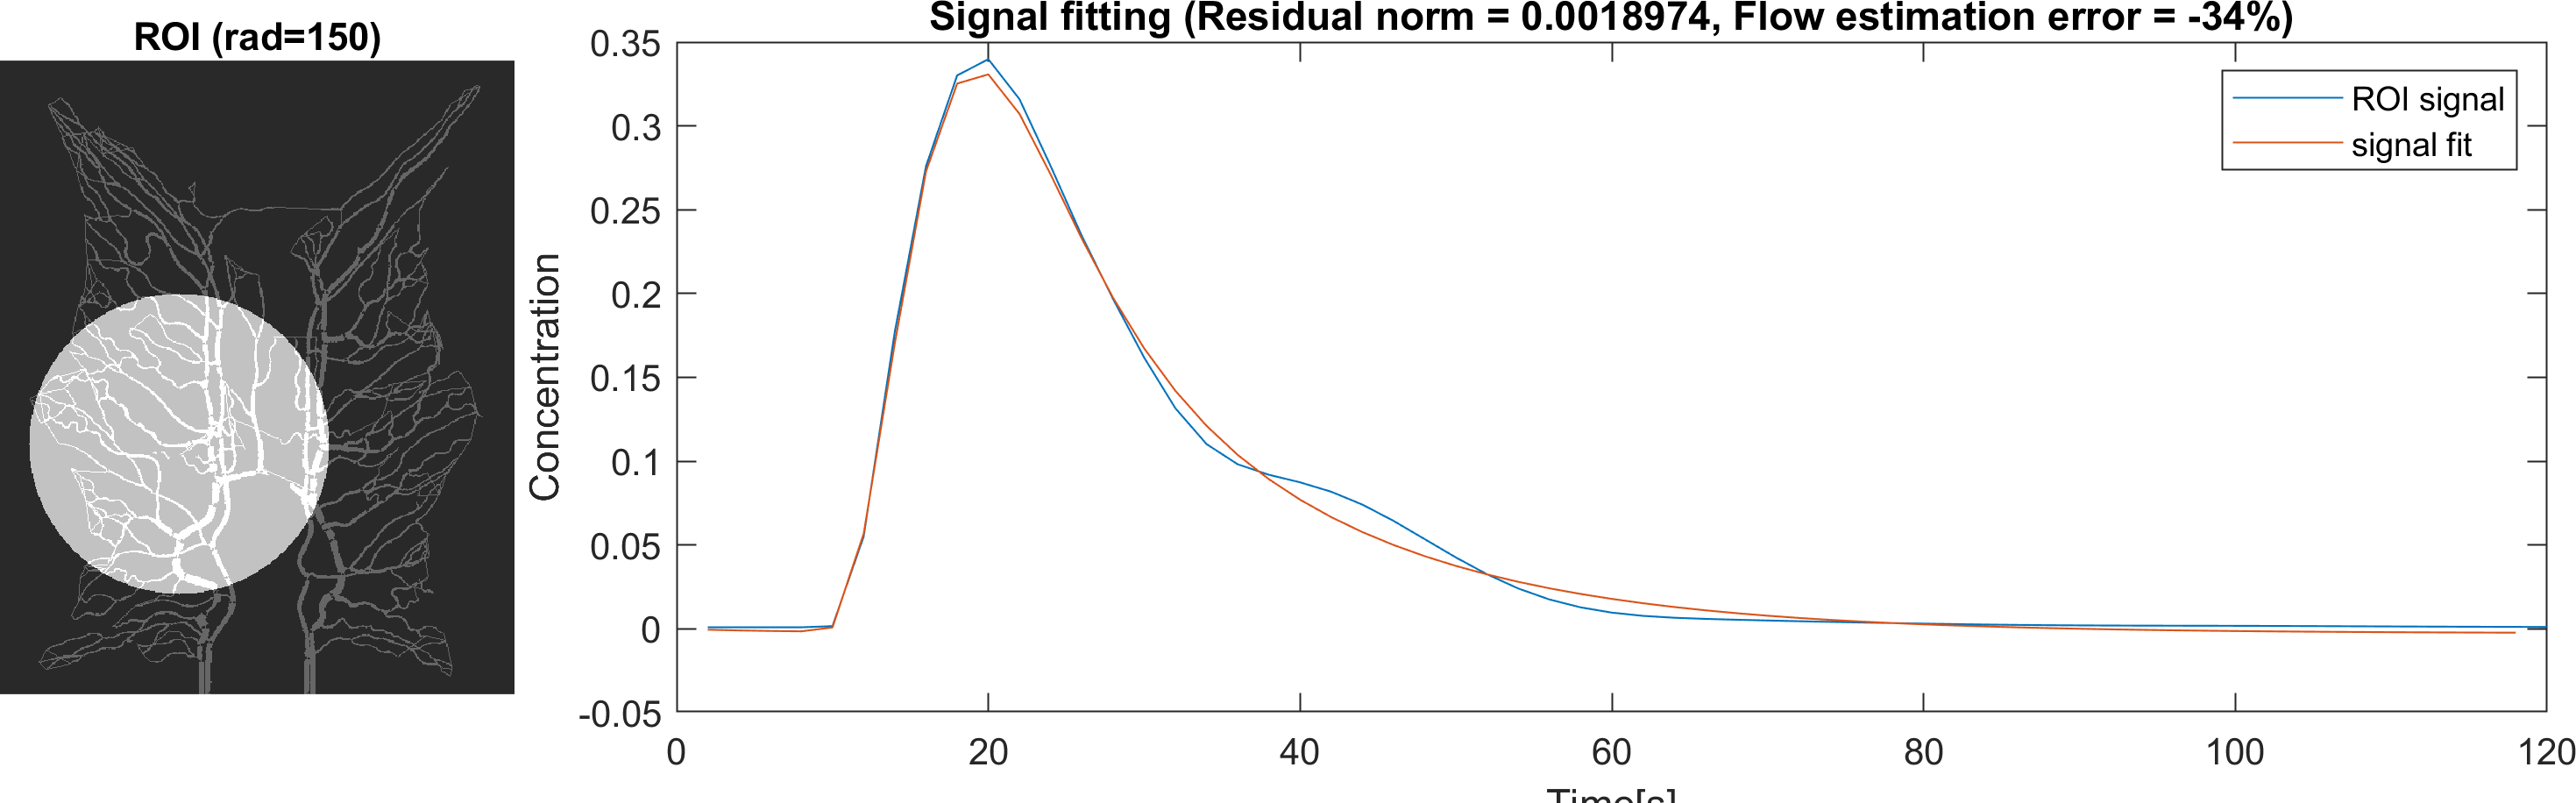 ROI (rad=150)
Signal fitting (Residual norm = 0.0018974, Flow estimation error = -34%)
0.35
0.3
0.25
0.2
0.15
0.1
0.05
0
-0.05
Concentration
ROI signal
signal fit
0 20 40 60 80 100 120
Time[s]